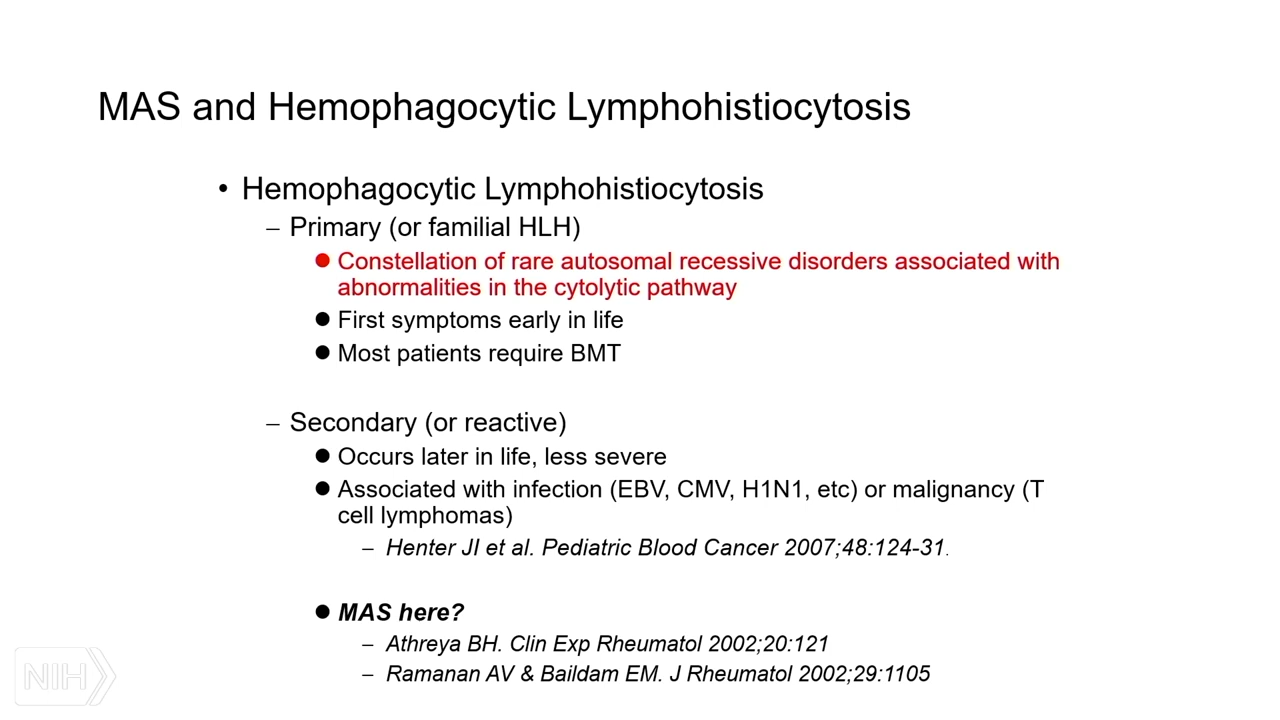 MAS and Hemophagocytic Lymphohistiocytosis
• Hemophagocytic Lymphohistiocytosis
– Primary (or familial HLH)
● Constellation of rare autosomal recessive disorders associated with
abnormalities in the cytolytic pathway
● First symptoms early in life
● Most patients require BMT
– Secondary (or reactive)
● Occurs later in life, less severe
● Associated with infection (EBV, CMV, H1N1, etc) or malignancy (T
cell lymphomas)
– Henter JI et al. Pediatric Blood Cancer 2007;48:124-31.
● MAS here?
– Athreya BH. Clin Exp Rheumatol 2002;20:121
– Ramanan AV & Baildam EM. J Rheumatol 2002;29:1105
NIH